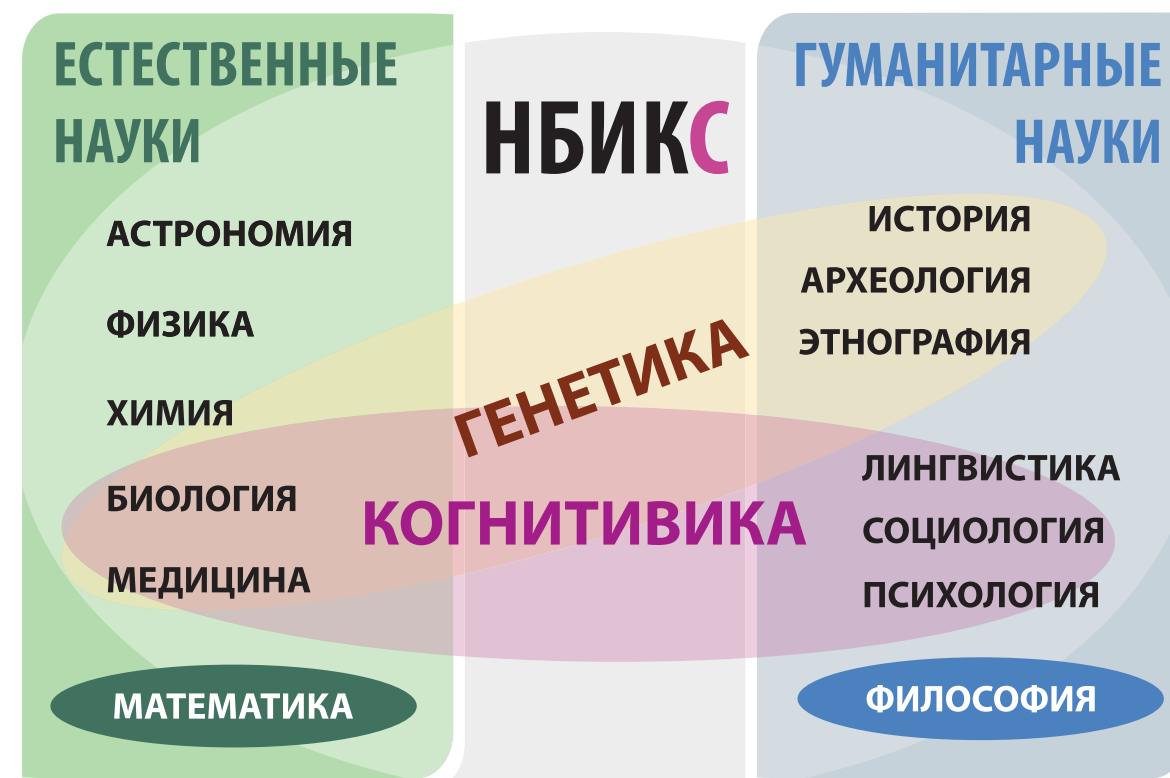 ЕСТЕСТВЕННЫЕ
НАУКИ
АСТРОНОМИЯ
ФИЗИКА
ХИМИЯ
БИОЛОГИЯ
МЕДИЦИНА
МАТЕМАТИКА
НБИКС
ГЕНЕТИКА
КОГНИТИВИКА
ГУМАНИТАРНЫЕ
НАУКИ
ИСТОРИЯ
АРХЕОЛОГИЯ
ЭТНОГРАФИЯ
ЛИНГВИСТИКА
СОЦИОЛОГИЯ
ПСИХОЛОГИЯ
ФИЛОСОФИЯ